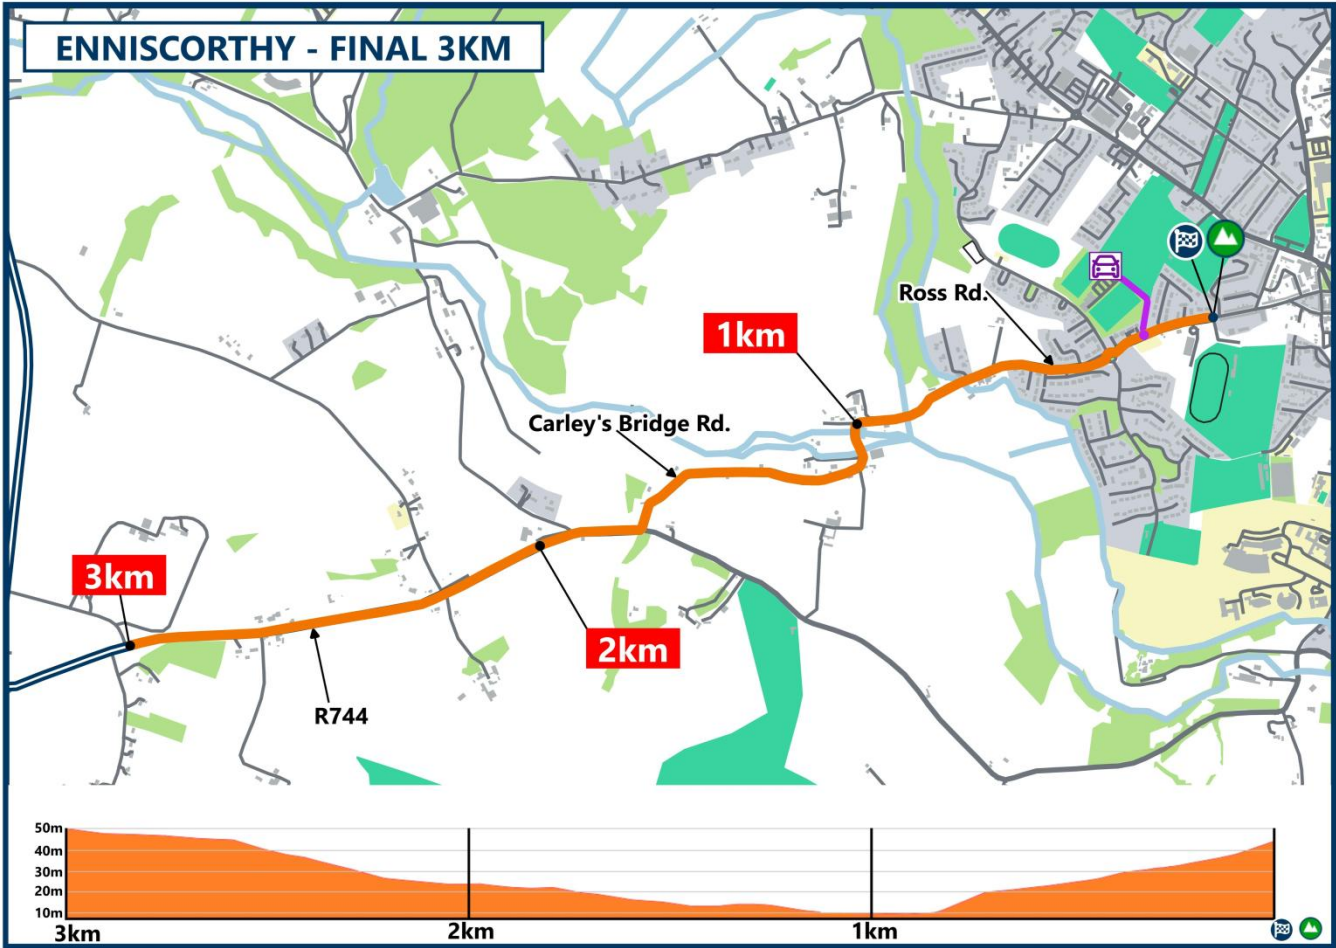 ENNISCORTHY - FINAL 3KM
Ross Rd.
1km
Carley's Bridge Rd.
3km
2km
R744
50m
40m
30m
20m
10m
3km
2km
1km